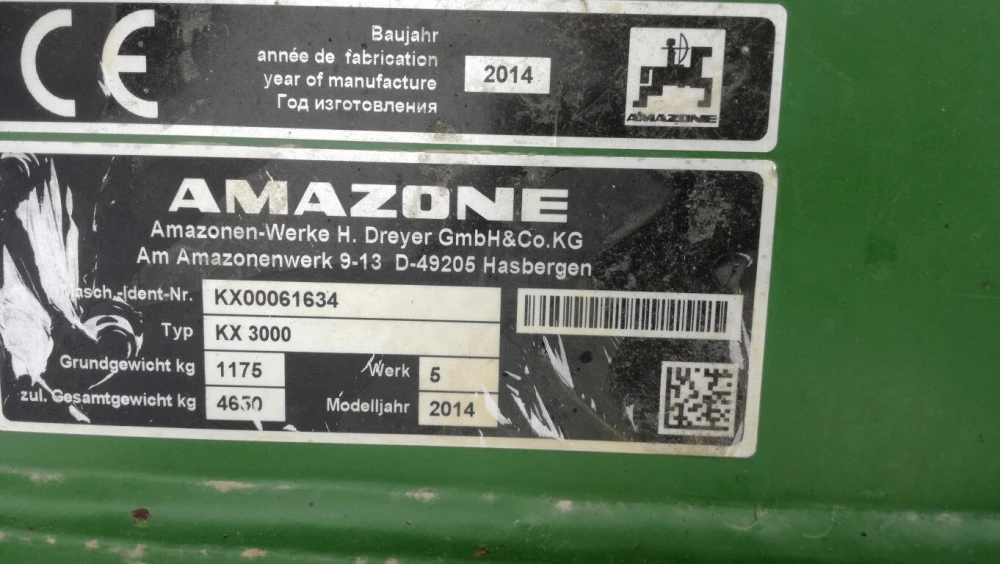 CE
Baujahr
année de fabrication
year of manufacture
Год изготовления
2014
AMAZONE
AMAZONE
Amazonen-Werke H. Dreyer GmbH&Co.KG
Am Amazonenwerk 9-13 D-49205 Hasbergen
Masch.-Ident-Nr. KX00061634
Typ KX 3000
Grundgewicht kg 1175 Werk 5
zul. Gesamtgewicht kg 4650 Modelljahr 2014